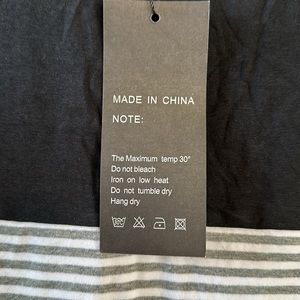 MADE IN CHINA
NOTE:
The Maximum temp 30°
Do not bleach
Iron on low heat
Do not tumble dry
Hang dry